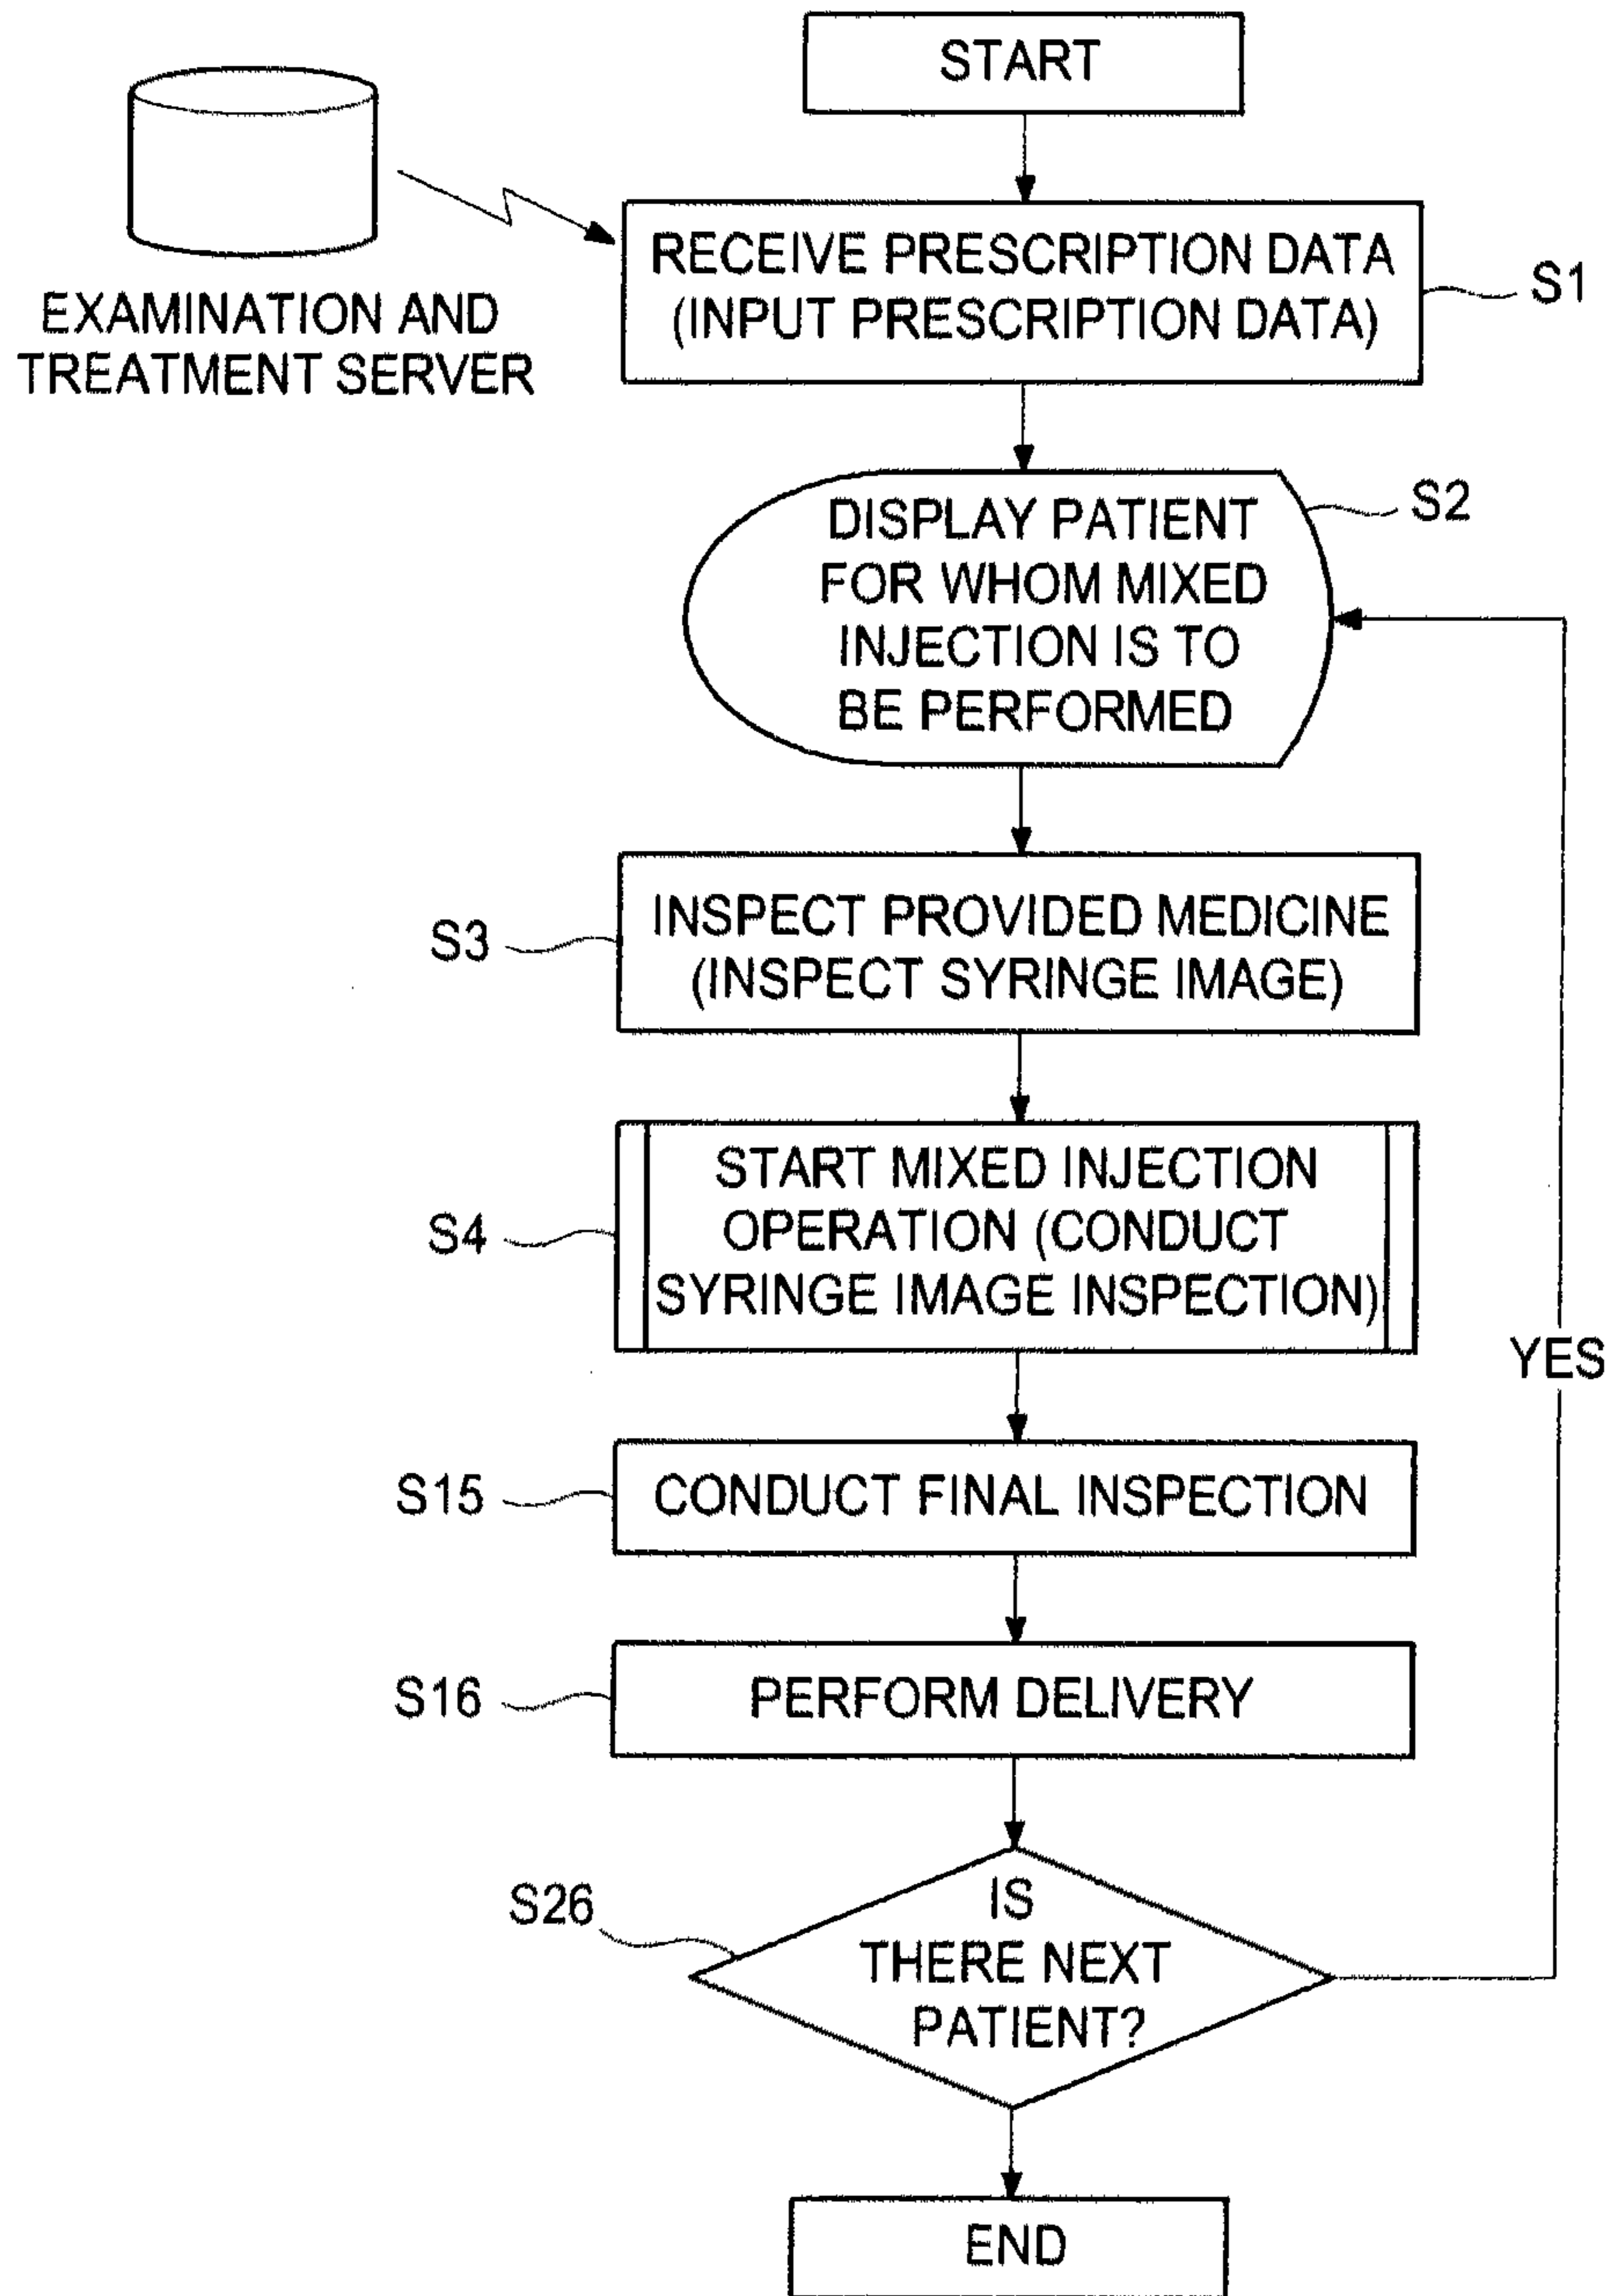 START
EXAMINATION AND
TREATMENT SERVER
RECEIVE PRESCRIPTION DATA
(INPUT PRESCRIPTION DATA)
S1
DISPLAY PATIENT
FOR WHOM MIXED
INJECTION IS TO
BE PERFORMED
S2
S3
INSPECT PROVIDED MEDICINE
(INSPECT SYRINGE IMAGE)
S4
START MIXED INJECTION
OPERATION (CONDUCT
SYRINGE IMAGE INSPECTION)
YES
S15
CONDUCT FINAL INSPECTION
S16
PERFORM DELIVERY
S26
IS
THERE NEXT
PATIENT?
END